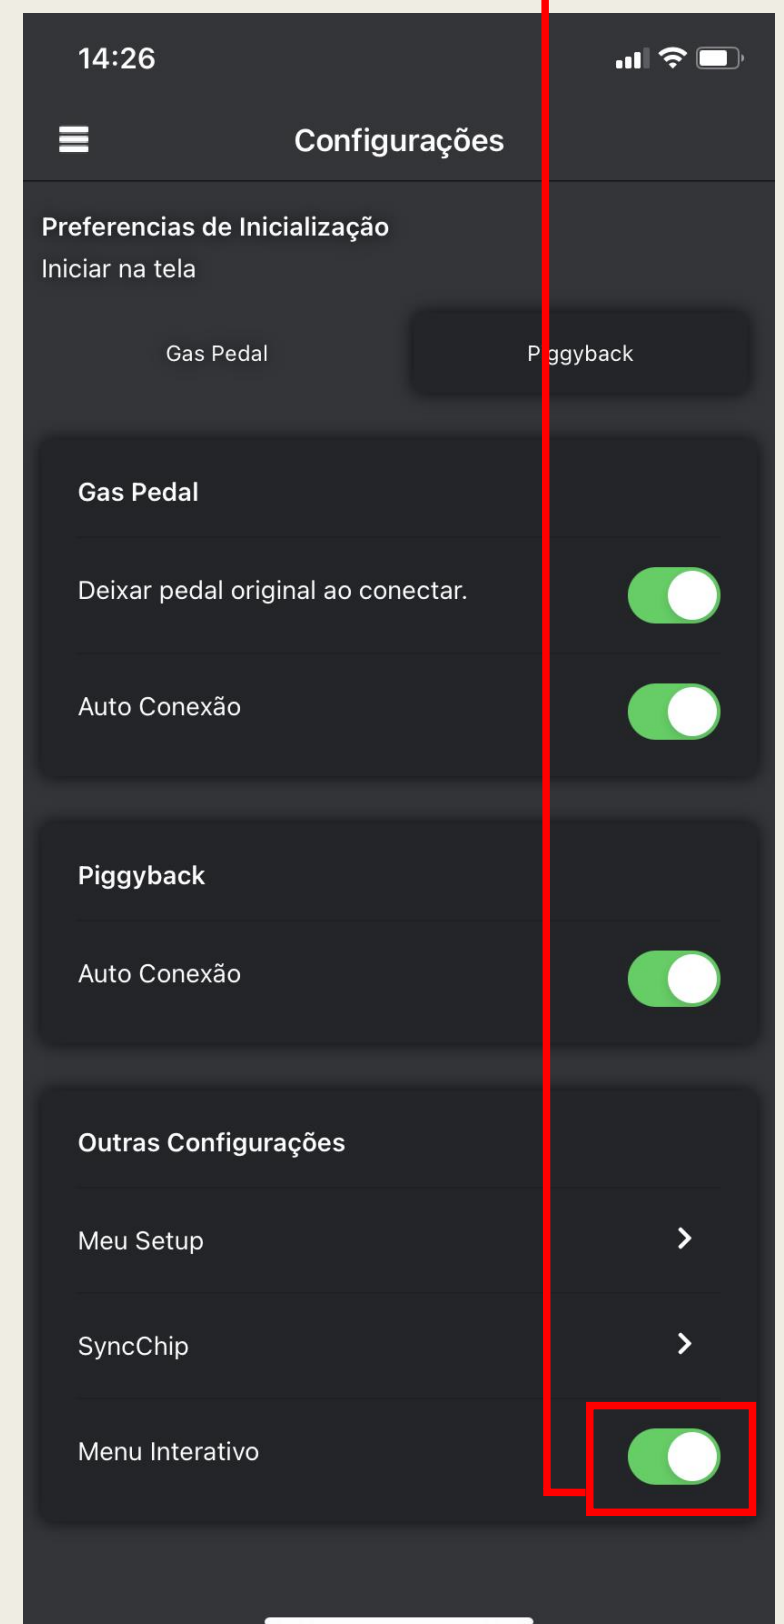 14:26
Configurações
Preferencias de Inicialização
Iniciar na tela
Gas Pedal
Piggyback
Gas Pedal
Deixar pedal original ao conectar.
Auto Conexão
Piggyback
Auto Conexão
Outras Configurações
Meu Setup
SyncChip
Menu Interativo